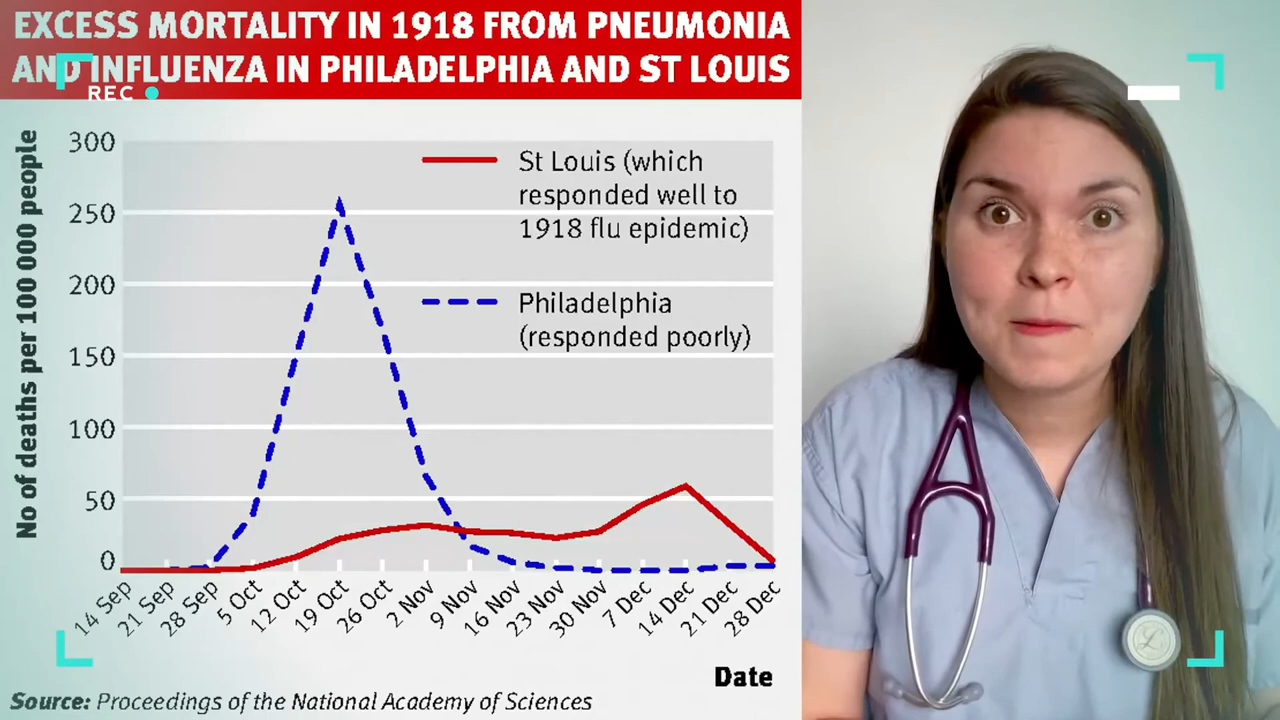 EXCESS MORTALITY IN 1918 FROM PNEUMONIA
AND INFLUENZA IN PHILADELPHIA AND ST LOUIS
REC
No of deaths per 100 000 people
300
250
200
150
100
50
0
St Louis (which
responded well to
1918 flu epidemic)
Philadelphia
(responded poorly)
14 Sep
21 Sep
28 Sep
5 Oct
12 Oct
19 Oct
26 Oct
2 Nov
9 Nov
16 Nov
23 Nov
30 Nov
7 Dec
14 Dec
21 Dec
28 Dec
Date
Source: Proceedings of the National Academy of Sciences